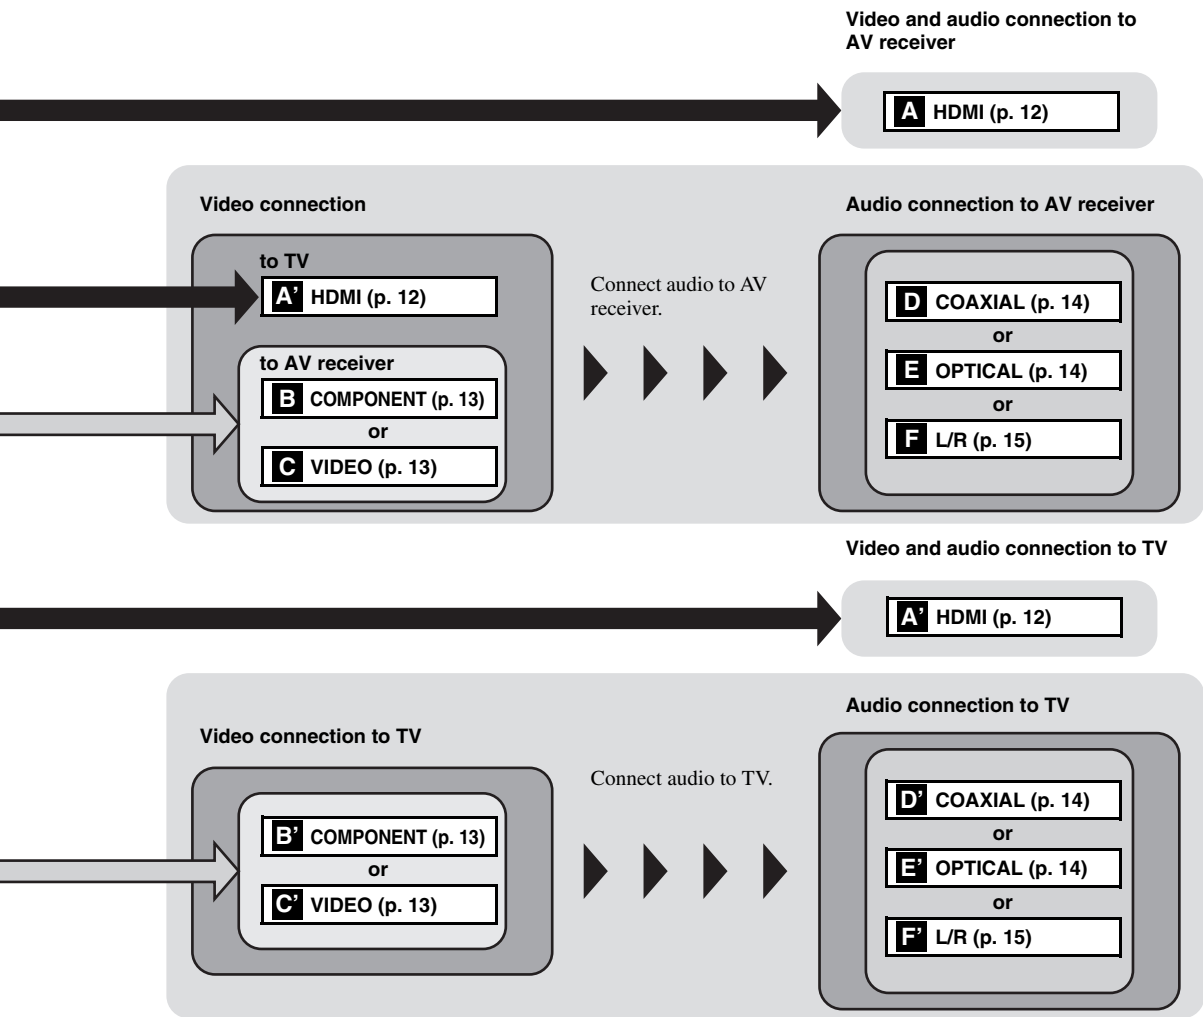 Video and audio connection to
AV receiver
A HDMI (p. 12)
Video connection
to TV
A’ HDMI (p. 12)
to AV receiver
B COMPONENT (p. 13)
or
C VIDEO (p. 13)
Connect audio to AV
receiver.
Audio connection to AV receiver
D COAXIAL (p. 14)
or
E OPTICAL (p. 14)
or
F L/R (p. 15)
Video and audio connection to TV
A’ HDMI (p. 12)
Video connection to TV
B’ COMPONENT (p. 13)
or
C’ VIDEO (p. 13)
Connect audio to TV.
Audio connection to TV
D’ COAXIAL (p. 14)
or
E’ OPTICAL (p. 14)
or
F’ L/R (p. 15)